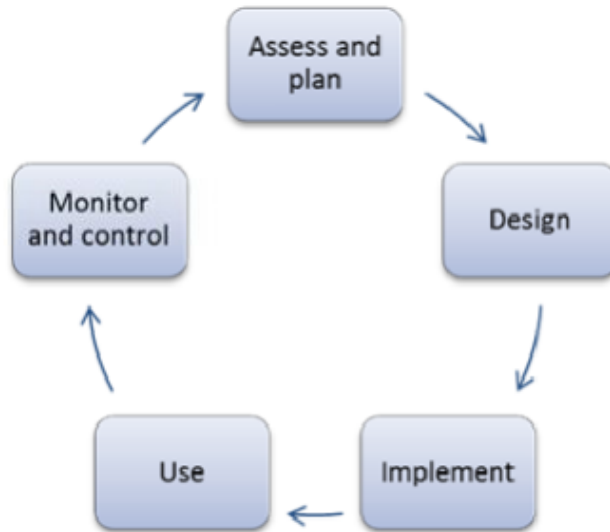 Assess and
plan
Design
Implement
Use
Monitor
and control